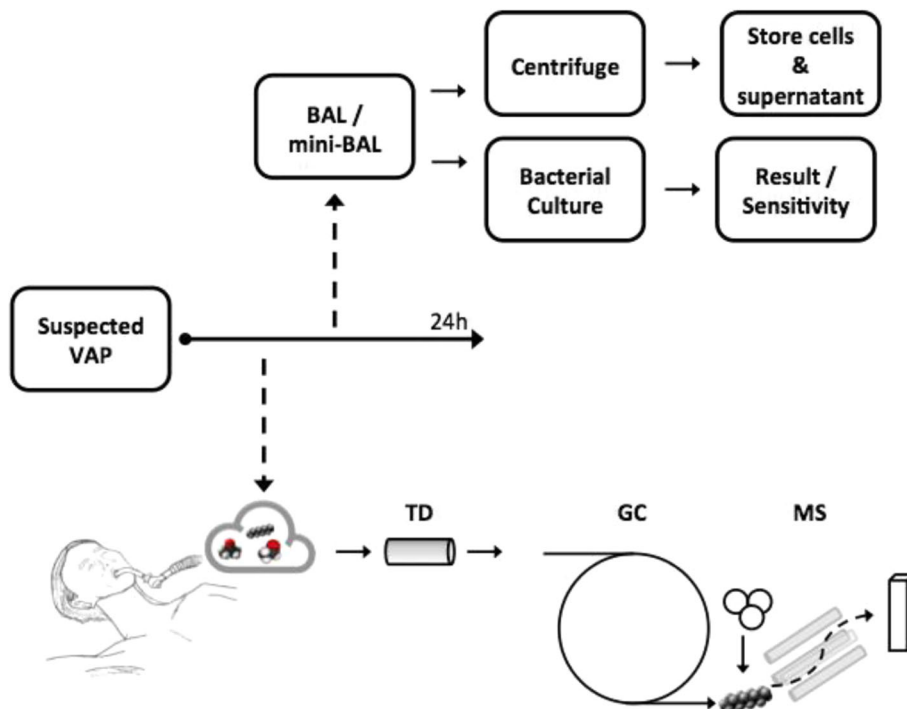 Centrifuge
Store cells
&
supernatant
BAL /
mini-BAL
Bacterial
Culture
Result /
Sensitivity
Suspected
VAP
24h
TD
GC
MS